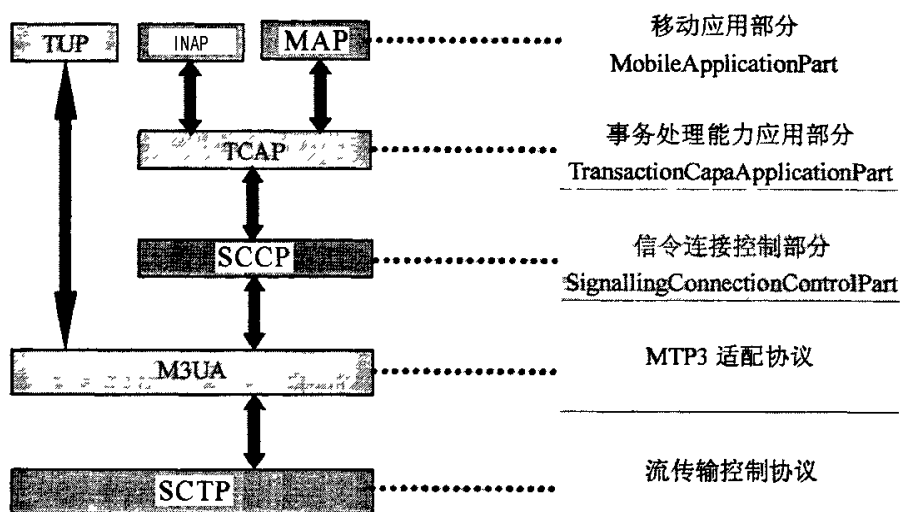 TUP
INAP
MAP
移动应用部分
MobileApplicationPart
TCAP
事务处理能力应用部分
TransactionCapaApplicationPart
SCCP
信令连接控制部分
SignallingConnectionControlPart
M3UA
MTP3 适配协议
SCTP
流传输控制协议